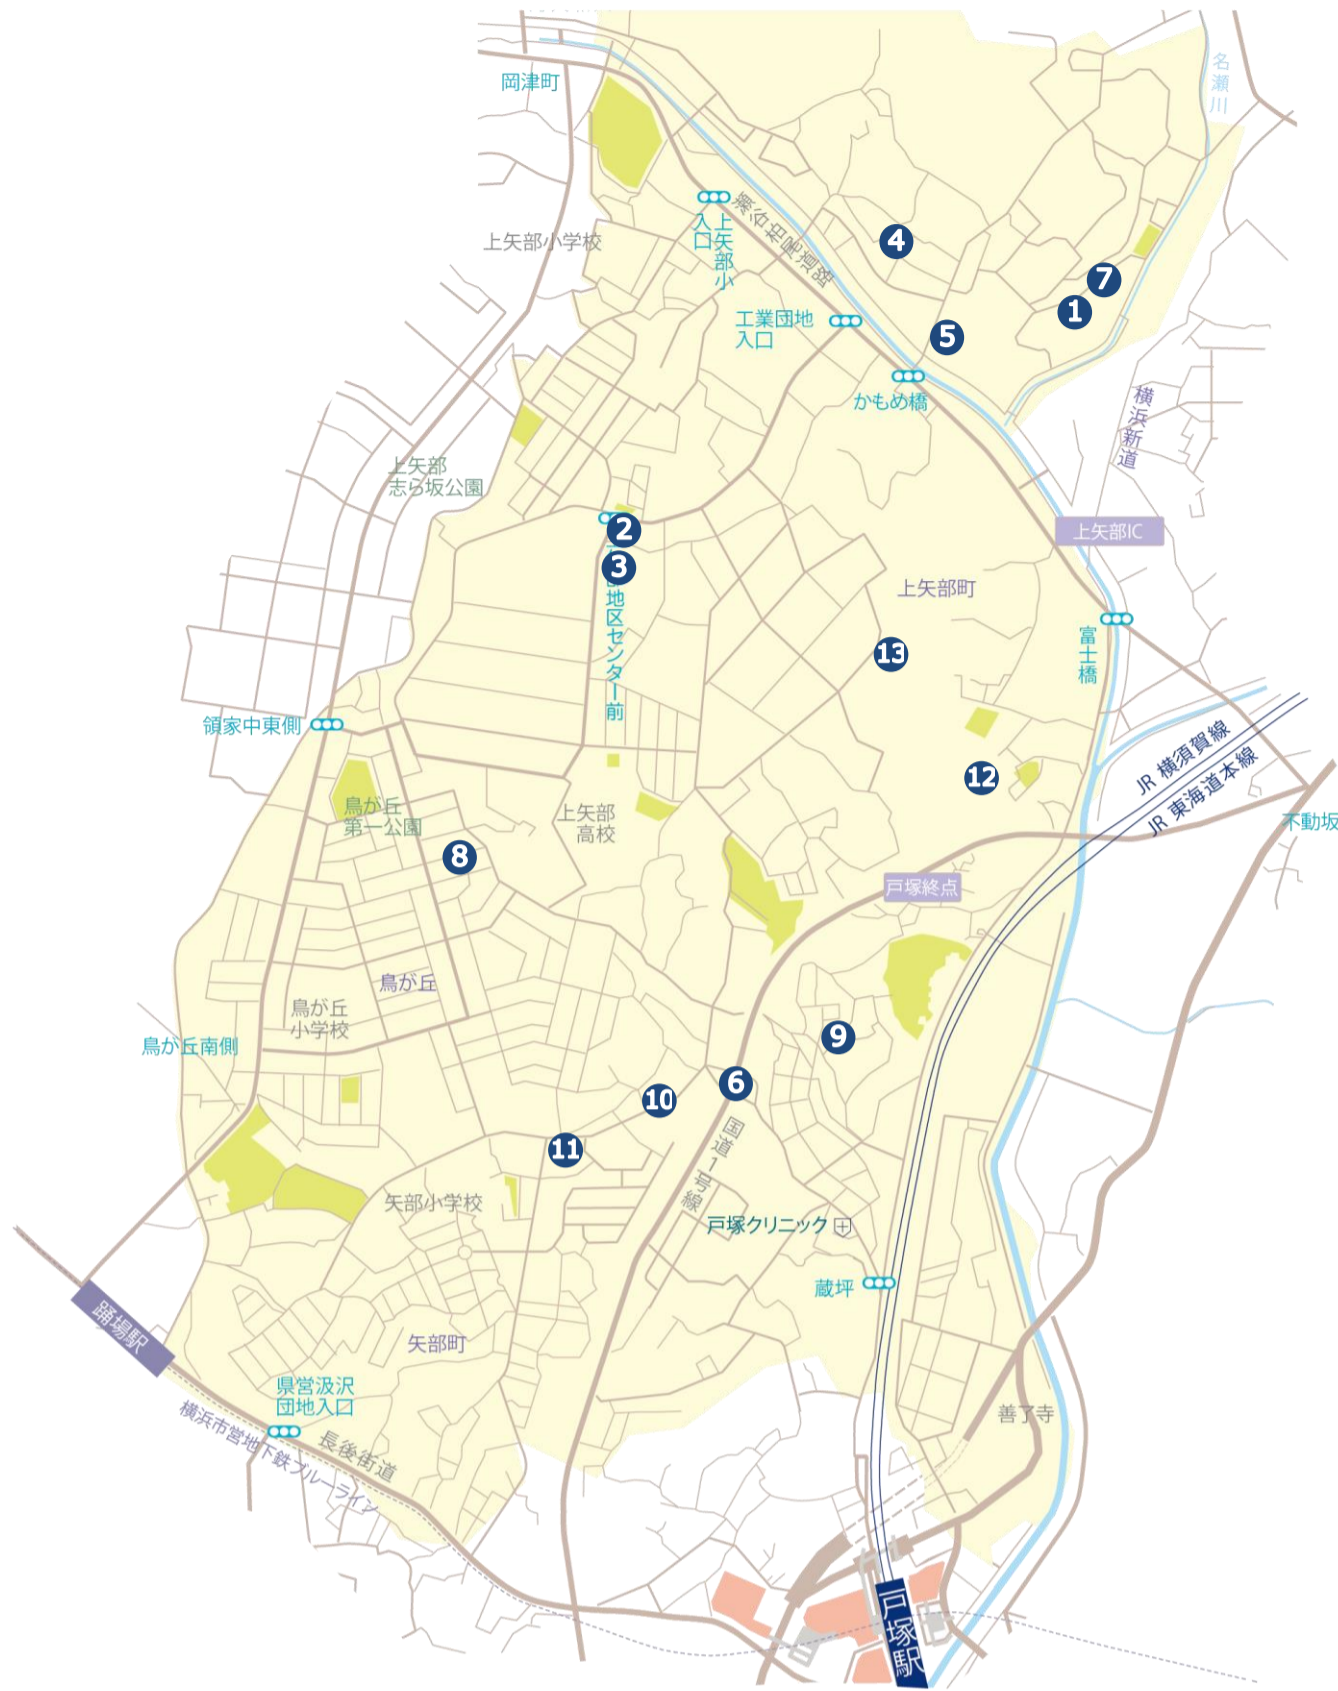 岡津町
名瀬川
瀬谷柏尾道路
上矢部小
入口
上矢部小学校
4
7
1
工業団地
入口
5
かもめ橋
横浜新道
上矢部
志ら坂公園
2
3
地区センター前
上矢部IC
上矢部町
富士橋
13
領家中東側
JR 横須賀線
JR 東海道本線
12
鳥が丘
第一公園
上矢部
高校
不動坂
8
戸塚終点
鳥が丘
鳥が丘
小学校
鳥が丘南側
9
6
10
11
国道1号線
矢部小学校
戸塚クリニック
蔵坪
踊場駅
矢部町
県営汲沢
団地入口
長後街道
横浜市営地下鉄ブルーライン
善了寺
戸塚駅